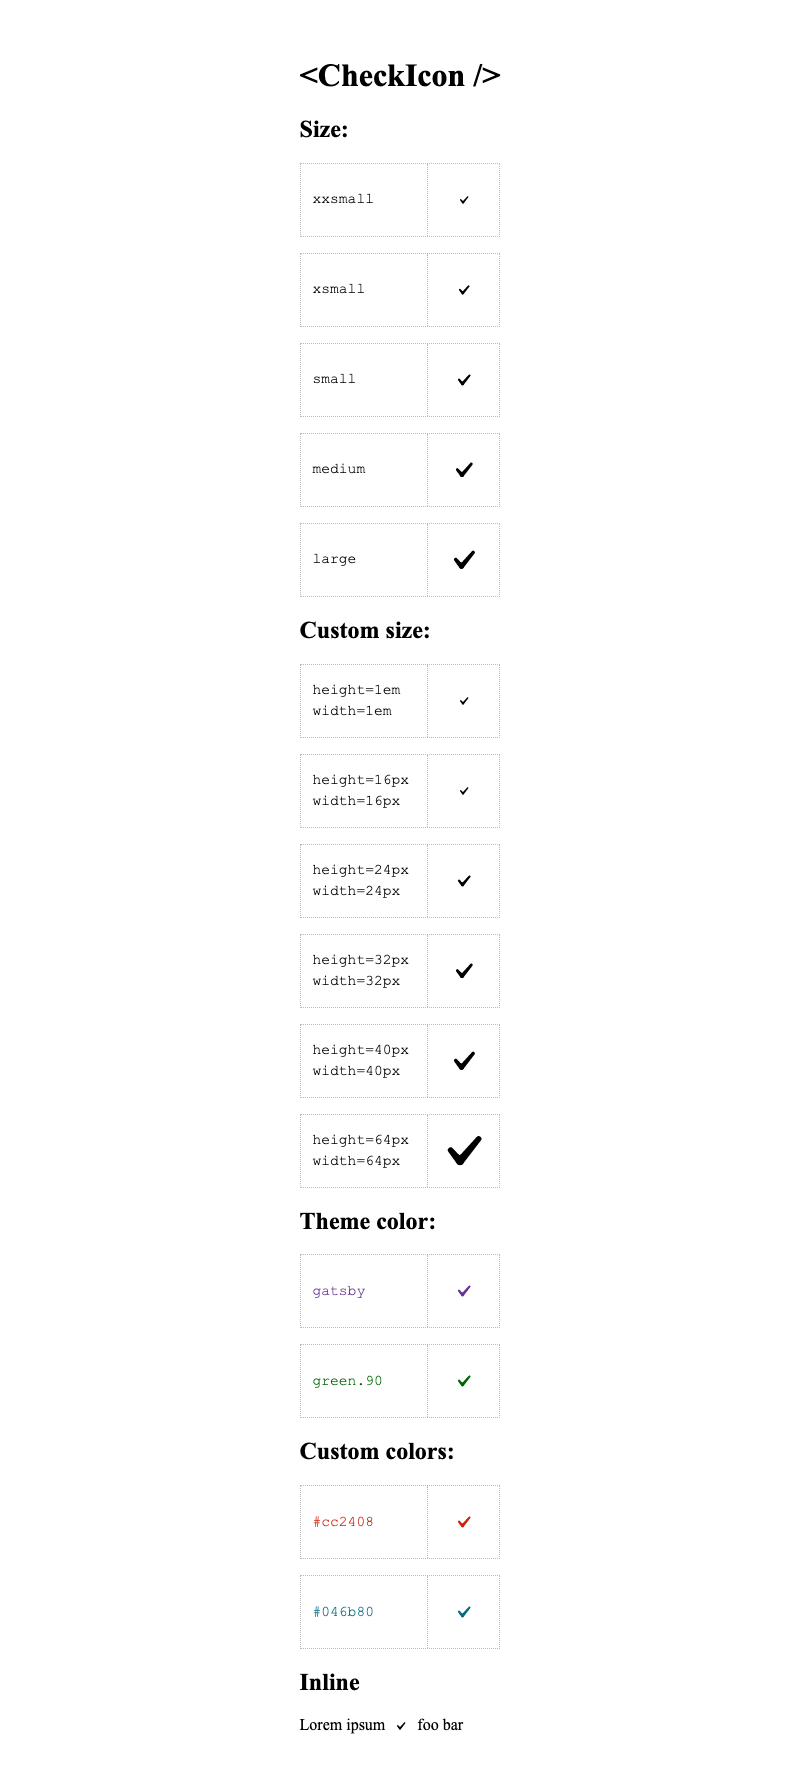 <CheckIcon />
Size:
xxsmall
xsmall
small
medium
large
Custom size:
height=1em
width=1em
height=16px
width=16px
height=24px
width=24px
height=32px
width=32px
height=40px
width=40px
height=64px
width=64px
Theme color:
gatsby
green.90
Custom colors:
#cc2408
#046b80
Inline
Lorem ipsum ✓ foo bar